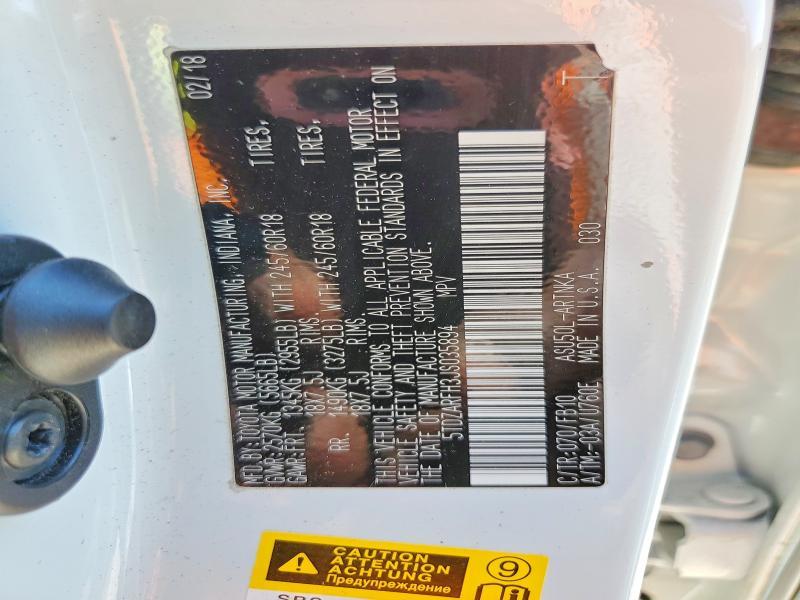 MFD. BY TOYOTA MOTOR MANUFACTURING, INDIANA, INC. 02/18
GVWR:2570KG (5665LB)
GAWR:FRT. 1345KG (2955LB) WITH 245/60R18 TIRES,
18X7.5J RIMS.
RR. 1490KG (3275LB) WITH 245/60R18 TIRES,
18X7.5J RIMS.
THIS VEHICLE CONFORMS TO ALL APPLICABLE FEDERAL MOTOR
VEHICLE SAFETY AND THEFT PREVENTION STANDARDS IN EFFECT ON
THE DATE OF MANUFACTURE SHOWN ABOVE.
5TDZARFH3JS035894 MPV
C/TR:070/FB10 ASU50L-ARTNKA T
A/TM:-03A/U760E MADE IN U.S.A. 030
CAUTION
ATTENTION
ACHTUNG
Предупреждение
9